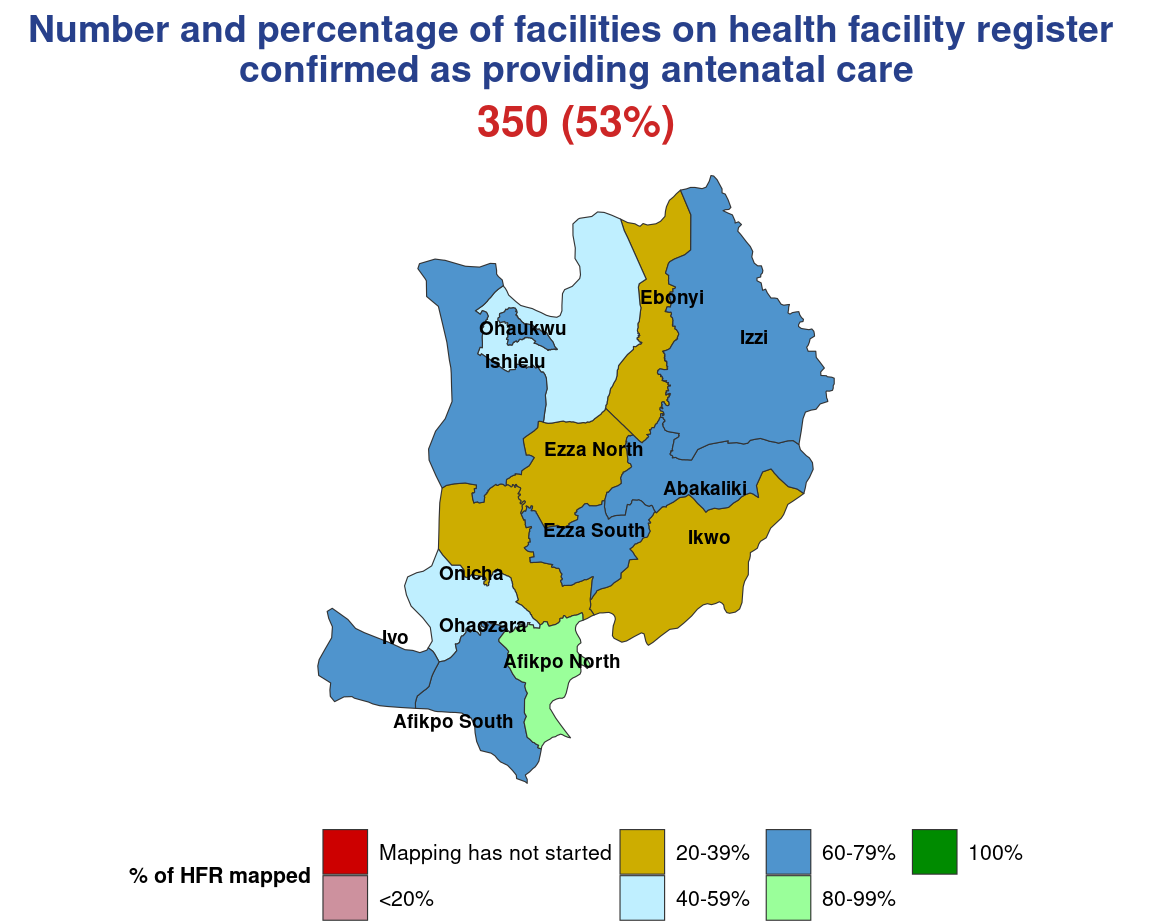 Number and percentage of facilities on health facility register
confirmed as providing antenatal care
350 (53%)
Ebonyi
Ohaukwu
Izzi
Ishielu
Ezza North
Abakaliki
Ezza South
Ikwo
Onicha
Ohaozara
Ivo
Afikpo North
Afikpo South
% of HFR mapped
Mapping has not started
<20%
20-39%
40-59%
60-79%
80-99%
100%